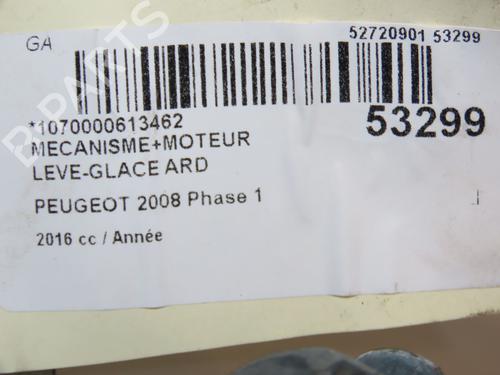 GA
52720901 53299
*1070000613462
53299
MECANISME+MOTEUR
LEVE-GLACE ARD
PEUGEOT 2008 Phase 1
2016 cc / Année
B-PARTS